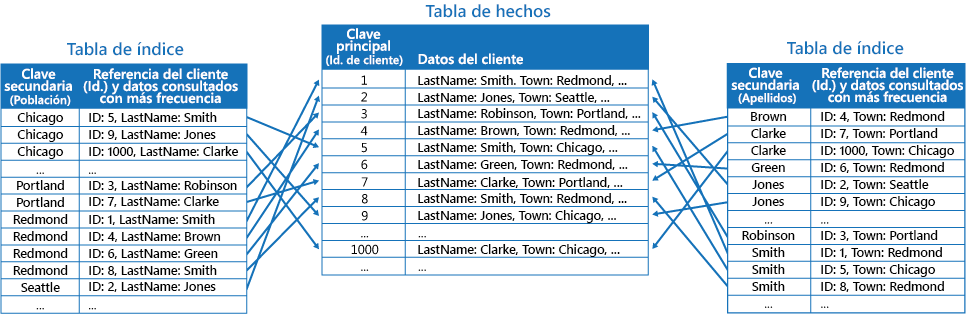 Tabla de hechos
Tabla de índice
Clave secundaria (Población) Referencia del cliente (Id.) y datos consultados con más frecuencia
Chicago ID: 5, LastName: Smith
Chicago ID: 9, LastName: Jones
Chicago ID: 1000, LastName: Clarke
... ...
Portland ID: 3, LastName: Robinson
Portland ID: 7, LastName: Clarke
Redmond ID: 1, LastName: Smith
Redmond ID: 4, LastName: Brown
Redmond ID: 6, LastName: Green
Redmond ID: 8, LastName: Smith
Seattle ID: 2, LastName: Jones
... ...
Clave principal (Id. de cliente) Datos del cliente
1 LastName: Smith. Town: Redmond, ...
2 LastName: Jones, Town: Seattle, ...
3 LastName: Robinson, Town: Portland, ...
4 LastName: Brown, Town: Redmond, ...
5 LastName: Smith, Town: Chicago, ...
6 LastName: Green, Town: Redmond, ...
7 LastName: Clarke, Town: Portland, ...
8 LastName: Smith, Town: Redmond, ...
9 LastName: Jones, Town: Chicago, ...
... ...
1000 LastName: Clarke, Town: Chicago, ...
... ...
Tabla de índice
Clave secundaria (Apellidos) Referencia del cliente (Id.) y datos consultados con más frecuencia
Brown ID: 4, Town: Redmond
Clarke ID: 7, Town: Portland
Clarke ID: 1000, Town: Chicago
Green ID: 6, Town: Redmond
Jones ID: 2, Town: Seattle
Jones ID: 9, Town: Chicago
... ...
Robinson ID: 3, Town: Portland
Smith ID: 1, Town: Redmond
Smith ID: 5, Town: Chicago
Smith ID: 8, Town: Redmond
... ...